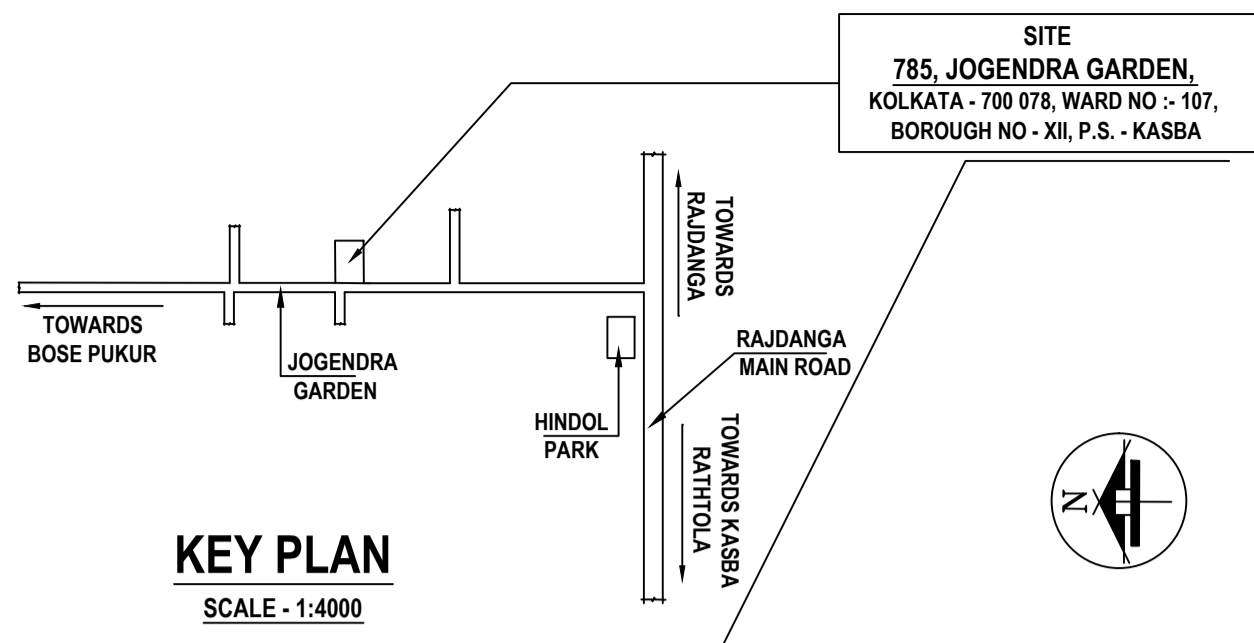 SITE
785, JOGENDRA GARDEN,
KOLKATA - 700 078, WARD NO :- 107,
BOROUGH NO - XII, P.S. - KASBA
TOWARDS
RAJDANGA
TOWARDS
BOSE PUKUR
JOGENDRA
GARDEN
RAJDANGA
MAIN ROAD
HINDOL
PARK
TOWARDS KASBA
RATHTOLA
N
KEY PLAN
SCALE - 1:4000